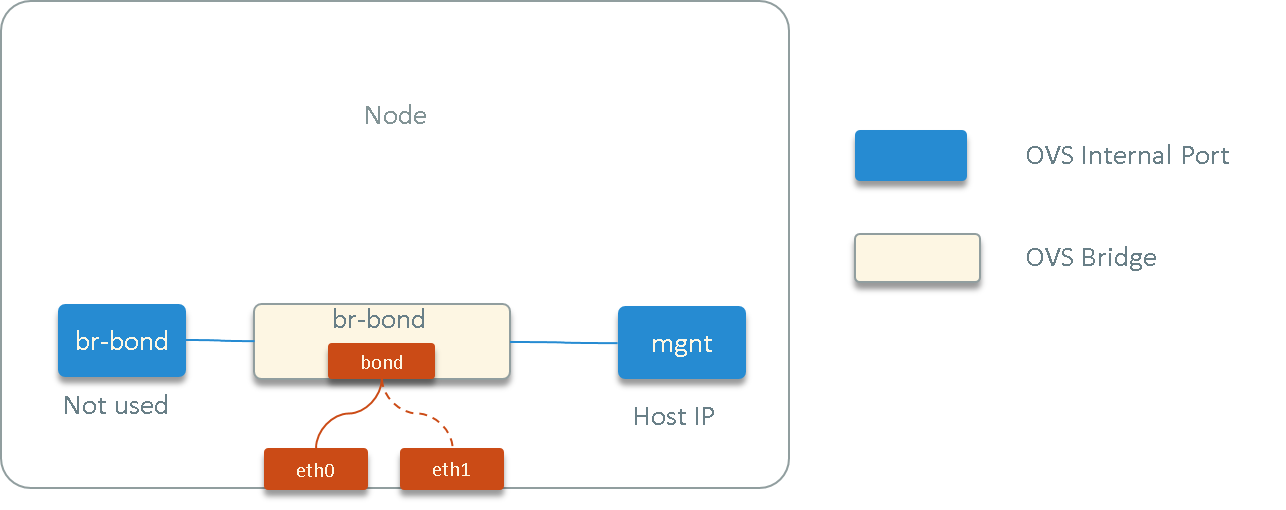 Node
OVS Internal Port
OVS Bridge
br-bond
br-bond
bond
mgnt
Not used
Host IP
eth0
eth1